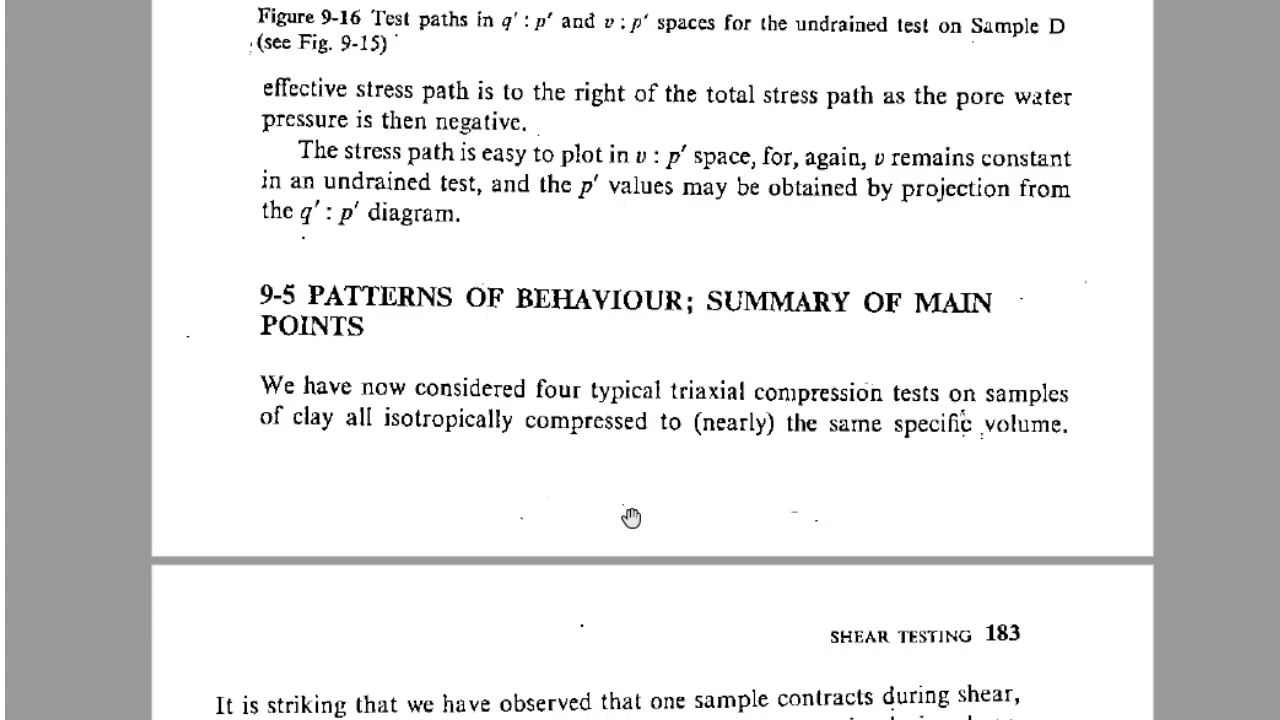 Figure 9-16 Test paths in q′ : p′ and v : p′ spaces for the undrained test on Sample D
(see Fig. 9-15)
effective stress path is to the right of the total stress path as the pore water
pressure is then negative.
The stress path is easy to plot in v : p′ space, for, again, v remains constant
in an undrained test, and the p′ values may be obtained by projection from
the q′ : p′ diagram.
9-5 PATTERNS OF BEHAVIOUR; SUMMARY OF MAIN
POINTS
We have now considered four typical triaxial compression tests on samples
of clay all isotropically compressed to (nearly) the same specific volume.
SHEAR TESTING 183
It is striking that we have observed that one sample contracts during shear,